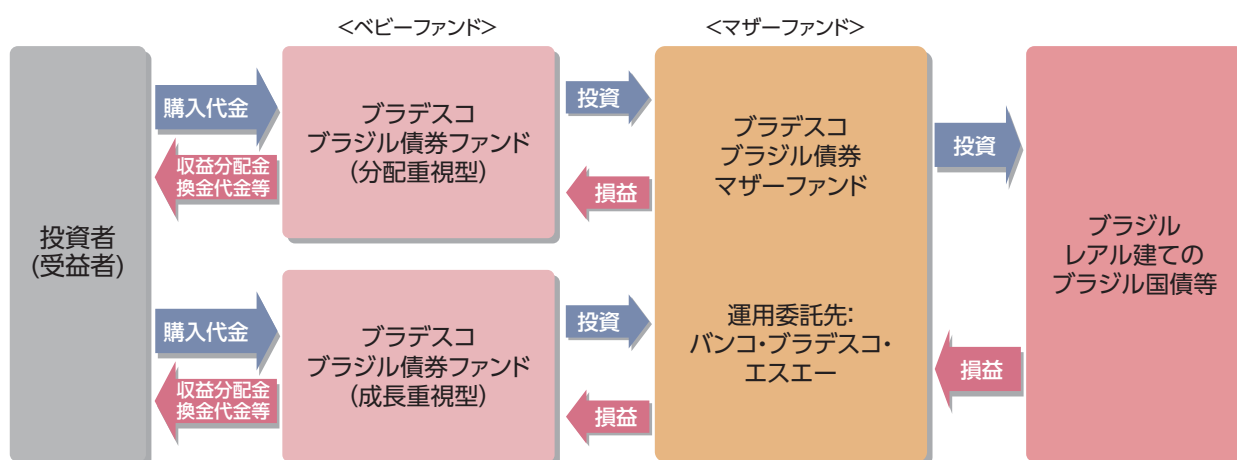 <ベビーファンド>
<マザーファンド>
投資者
(受益者)
購入代金
収益分配金
換金代金等
ブラデスコ
ブラジル債券ファンド
(分配重視型)
投資
損益
購入代金
収益分配金
換金代金等
ブラデスコ
ブラジル債券ファンド
(成長重視型)
投資
損益
ブラデスコ
ブラジル債券
マザーファンド
運用委託先:
バンコ・ブラデスコ・
エスエー
投資
損益
ブラジル
レアル建ての
ブラジル国債等